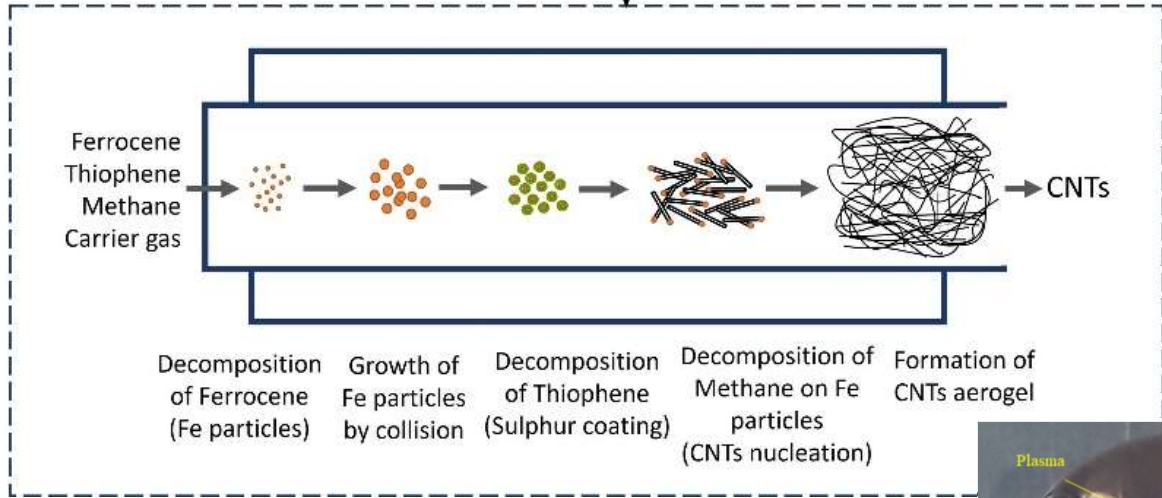 Ferrocene
Thiophene
Methane
Carrier gas
CNTs
Decomposition
of Ferrocene
(Fe particles)
Growth of
Fe particles
by collision
Decomposition
of Thiophene
(Sulphur coating)
Decomposition of
Methane on Fe
particles
(CNTs nucleation)
Formation of
CNTs aerogel
Plasma